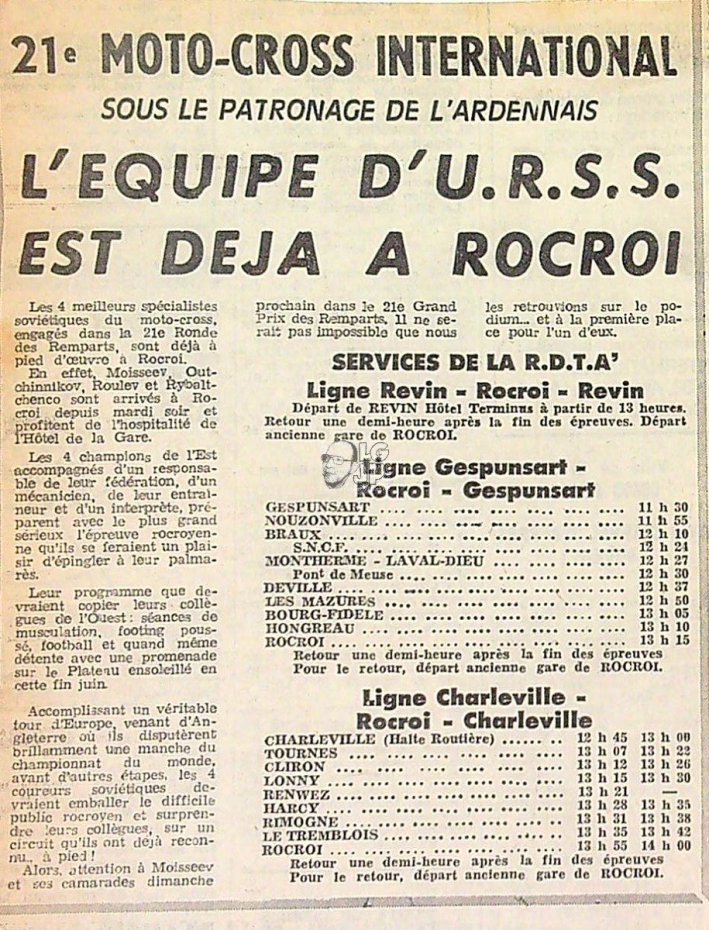 21e MOTO-CROSS INTERNATIONAL
SOUS LE PATRONAGE DE L'ARDENNAIS
L'EQUIPE D'U.R.S.S.
EST DEJA A ROCROI
Les 4 meilleurs spécialistes
soviétiques du moto-cross,
engagés dans la 21e Ronde
des Remparts, sont déjà à
pied d'œuvre à Rocroi.
En effet, Moisseev, Out-
chinnikov, Roulev et Rybalt-
chenco sont arrivés à Ro-
croi depuis mardi soir et
profitent de l'hospitalité de
l'Hôtel de la Gare.
Les 4 champions de l'Est
accompagnés d'un responsa-
ble de leur fédération, d'un
mécanicien, de leur entraî-
neur et d'un interprète, pré-
parent avec le plus grand
sérieux l'épreuve rocroyen-
ne qu'ils se feraient un plai-
sir d'épingler à leur palma-
rès.
Leur programme que de-
vraient copier leurs collè-
gues de l'Ouest : séances de
musculation, footing pous-
sé, football et quand même
détente avec une promenade
sur le Plateau ensoleillé en
cette fin juin.
Accomplissant un véritable
tour d'Europe, venant d'An-
gleterre où ils disputèrent
brillamment une manche du
championnat du monde,
avant d'autres étapes, les 4
coureurs soviétiques de-
vraient emballer le difficile
public rocroyen et surpren-
dre leurs collègues, sur un
circuit qu'ils ont déjà recon-
nu... à pied !
Alors, attention à Moisseev
et ses camarades dimanche
prochain dans le 21e Grand
Prix des Remparts. Il ne se-
rait pas impossible que nous
les retrouvions sur le po-
dium... et à la première pla-
ce pour l'un d'eux.
SERVICES DE LA R.D.T.A'
Ligne Revin - Rocroi - Revin
Départ de REVIN Hôtel Terminus à partir de 13 heures.
Retour une demi-heure après la fin des épreuves. Départ
ancienne gare de ROCROI.
LG
JP
Ligne Gespunsart -
Rocroi - Gespunsart
GESPUNSART .... .... .... .... .... .... .... 11 h 30
NOUZONVILLE .... .... .... .... .... .... .... 11 h 55
BRAUX .... .... .... .... .... .... .... .... 12 h 10
S.N.C.F. .... .... .... .... .... .... .... 12 h 24
MONTHERME - LAVAL-DIEU .... .... .... .... 12 h 27
Pont de Meuse .... .... .... .... .... .... 12 h 30
DEVILLE .... .... .... .... .... .... .... .... 12 h 37
LES MAZURES .... .... .... .... .... .... .... 12 h 50
BOURG-FIDELE .... .... .... .... .... .... .... 13 h 05
HONGREAU .... .... .... .... .... .... .... 13 h 10
ROCROI .... .... .... .... .... .... .... .... 13 h 15
Retour une demi-heure après la fin des épreuves
Pour le retour, départ ancienne gare de ROCROI.
Ligne Charleville -
Rocroi - Charleville
CHARLEVILLE (Halte Routière) .... .. 12 h 45 13 h 00
TOURNES .... .... .... .... .... .... 13 h 07 13 h 22
CLIRON .... .... .... .... .... .... 13 h 12 13 h 26
LONNY .... .... .... .... .... .... 13 h 15 13 h 30
RENWEZ .... .... .... .... .... .... 13 h 21 —
HARCY .... .... .... .... .... .... 13 h 28 13 h 35
RIMOGNE .... .... .... .... .... .... 13 h 31 13 h 38
LE TREMBLOIS .... .... .... .... .... 13 h 35 13 h 42
ROCROI .... .... .... .... .... .... 13 h 55 14 h 00
Retour une demi-heure après la fin des épreuves
Pour le retour, départ ancienne gare de ROCROI.